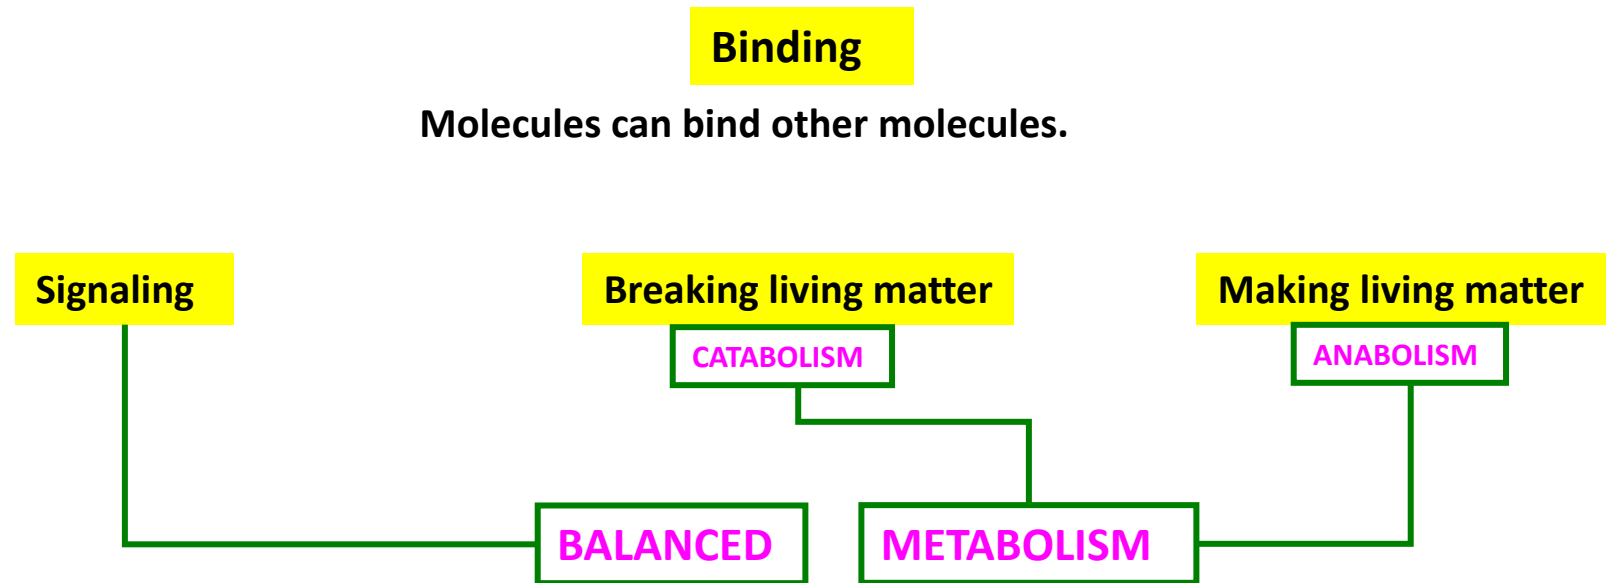 Binding
Molecules can bind other molecules.
Signaling
Breaking living matter
Making living matter
CATABOLISM
ANABOLISM
BALANCED
METABOLISM